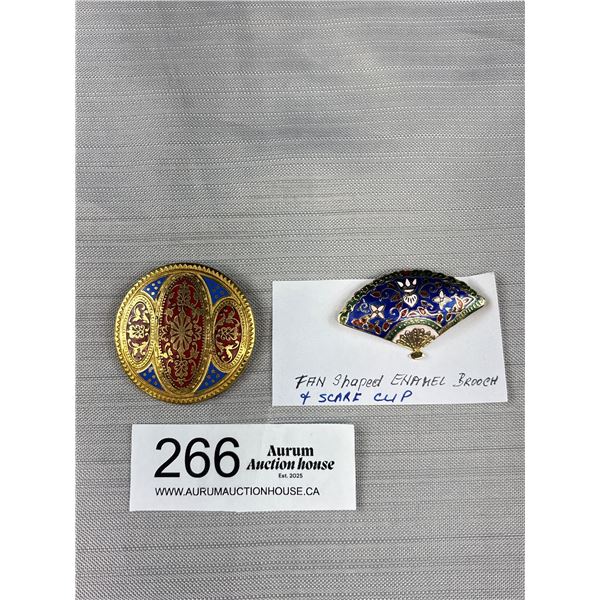 FAN Shaped ENAMEL BROOCH
& SCARF CLIP
266
Aurum
Auction house
Est. 2025
WWW.AURUMAUCTIONHOUSE.CA